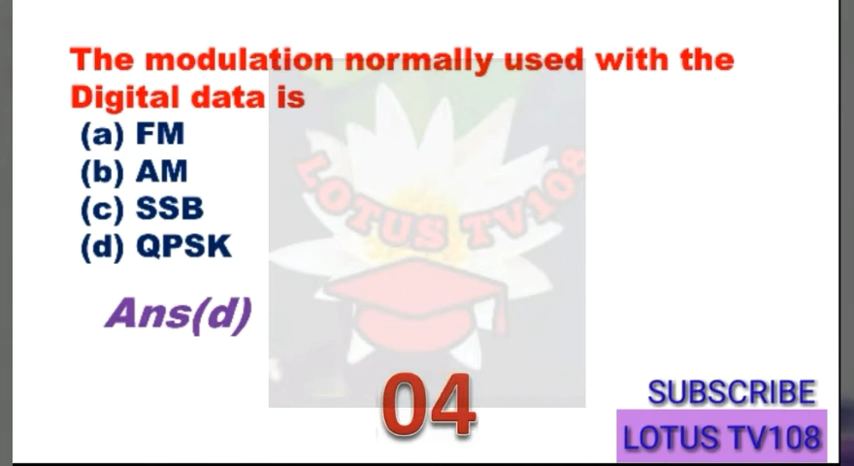 The modulation normally used with the
Digital data is
(a) FM
(b) AM
(c) SSB
(d) QPSK
Ans(d)
LOTUS TV108
04
SUBSCRIBE
LOTUS TV108